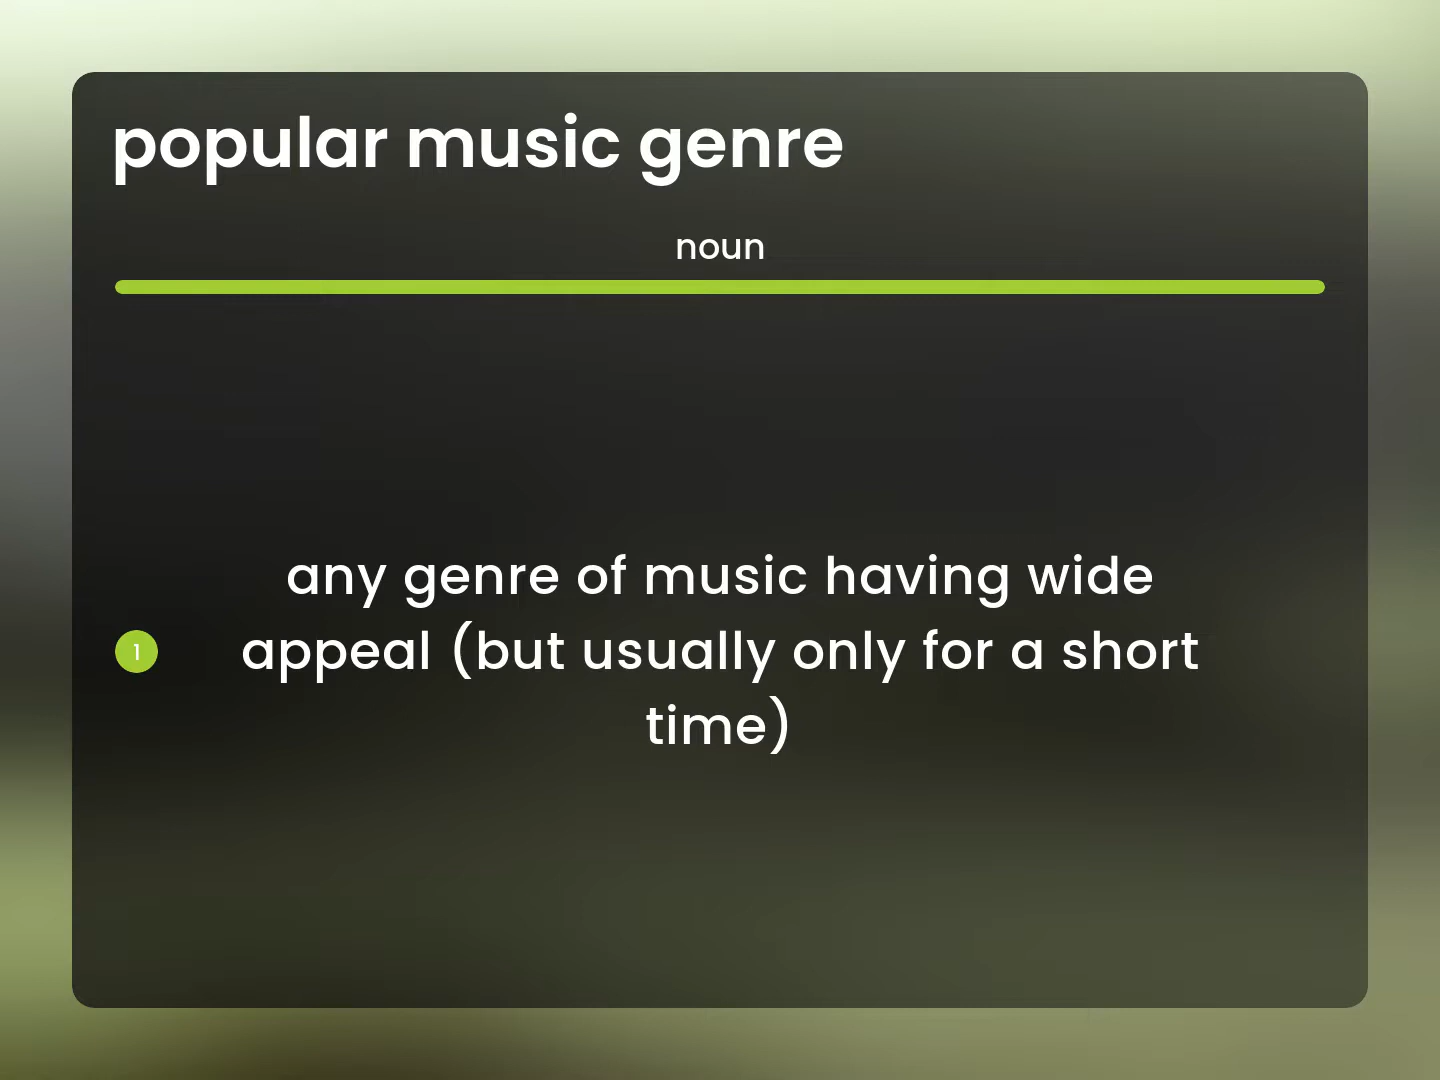 popular music genre
noun
any genre of music having wide
1
appeal (but usually only for a short
time)